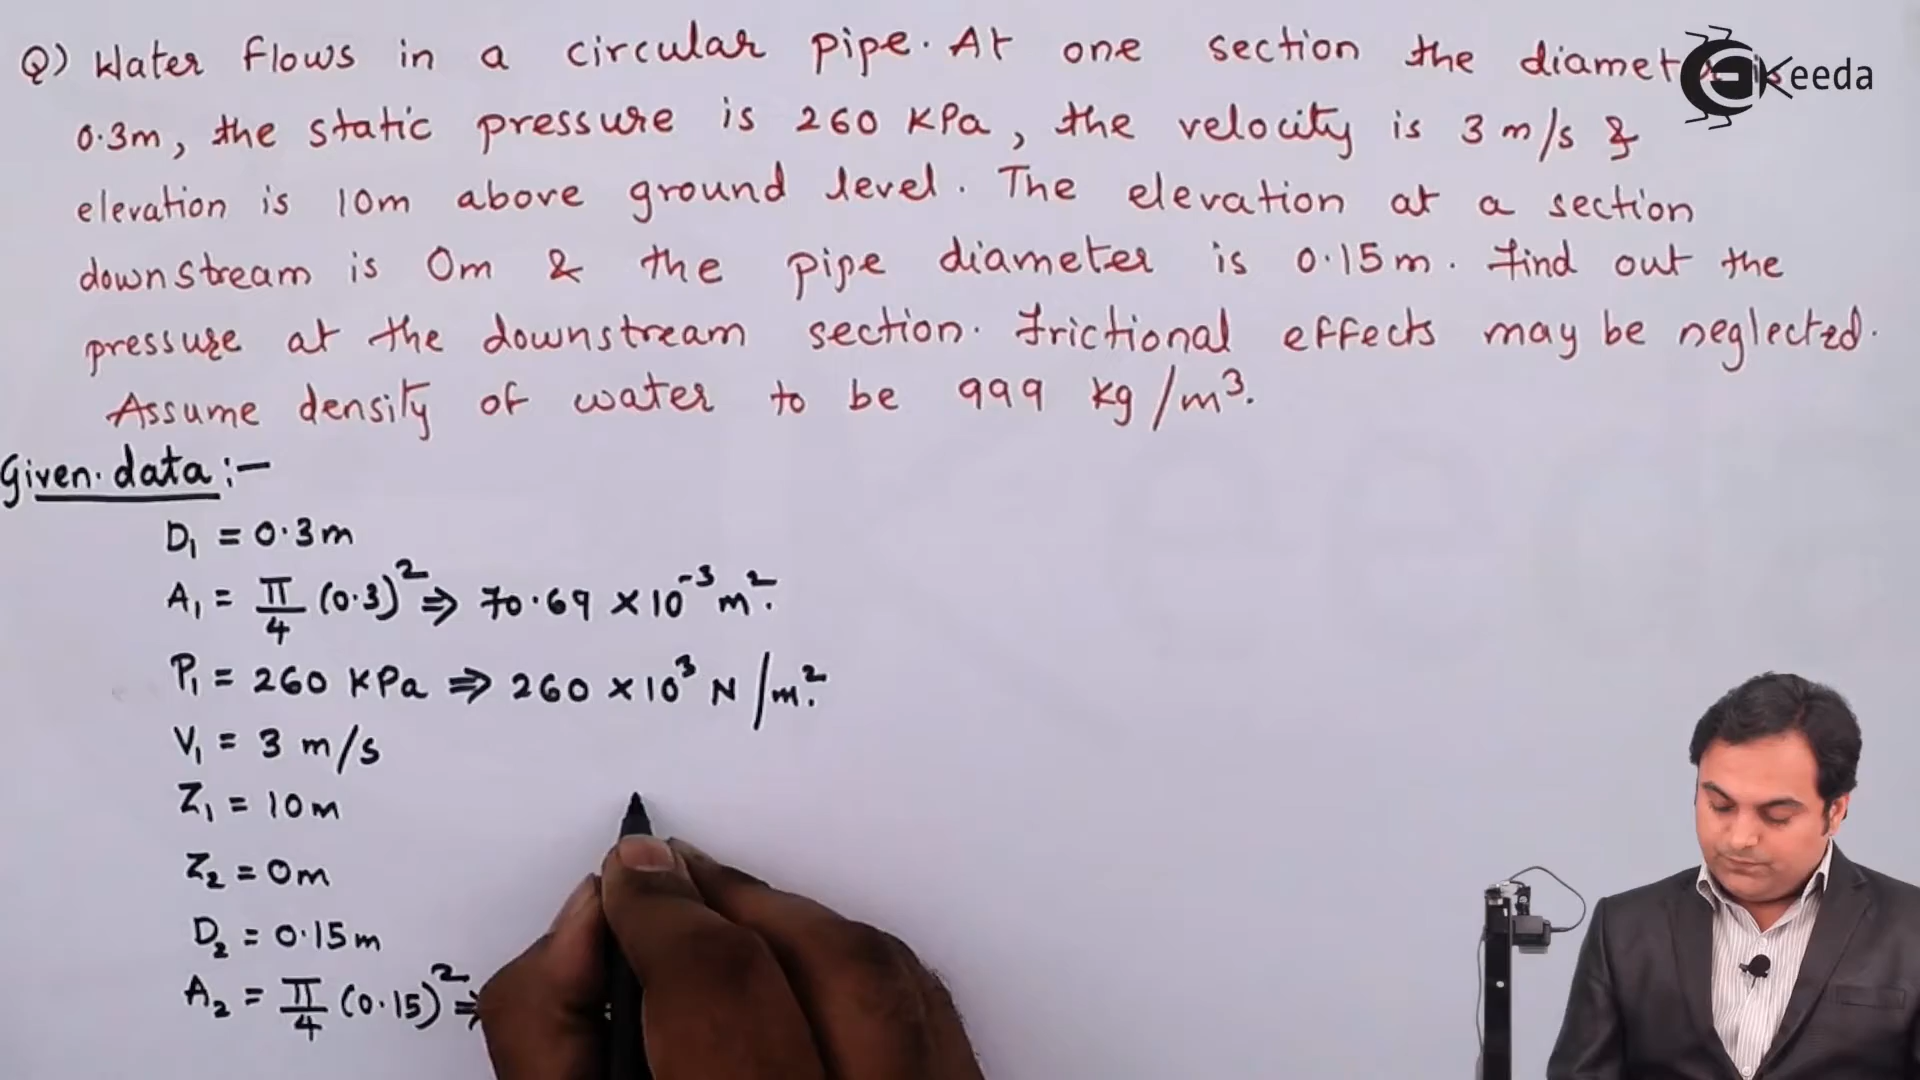 Q) Water flows in a circular pipe. At one section the diameter is
0.3m, the static pressure is 260 KPa, the velocity is 3 m/s &
elevation is 10m above ground level. The elevation at a section
downstream is 0m & the pipe diameter is 0.15m. Find out the
pressure at the downstream section. Frictional effects may be neglected.
Assume density of water to be 999 kg/m³.
Given data:-
D₁ = 0.3m
A₁ = π/4 (0.3)² ⇒ 70.69 × 10⁻³ m².
P₁ = 260 KPa ⇒ 260 × 10³ N/m².
V₁ = 3 m/s
Z₁ = 10m
Z₂ = 0m
D₂ = 0.15m
A₂ = π/4 (0.15)² ⇒
Keeda